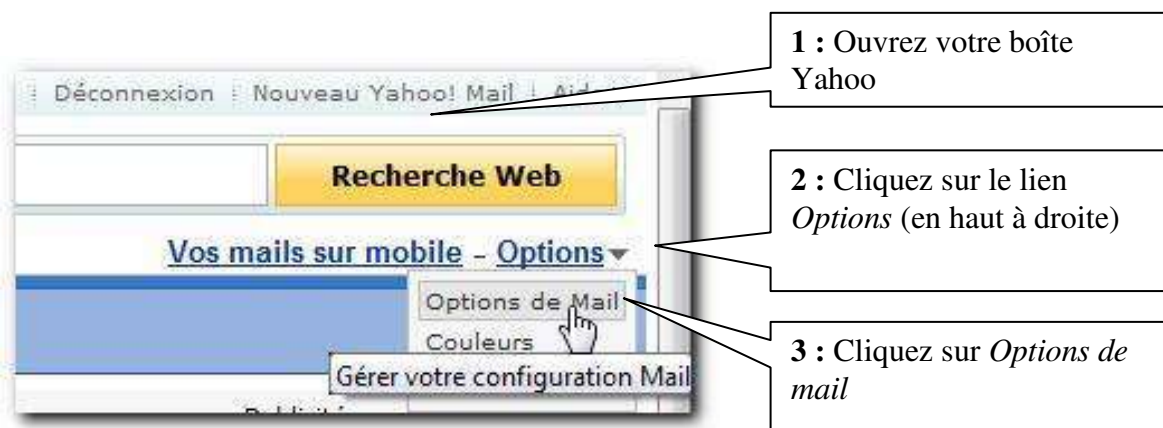 1 : Ouvrez votre boîte
Yahoo
Déconnexion Nouveau Yahoo! Mail Aide
Recherche Web
2 : Cliquez sur le lien
Options (en haut à droite)
Vos mails sur mobile - Options
Options de Mail
Couleurs
Gérer votre configuration Mail
3 : Cliquez sur Options de
mail